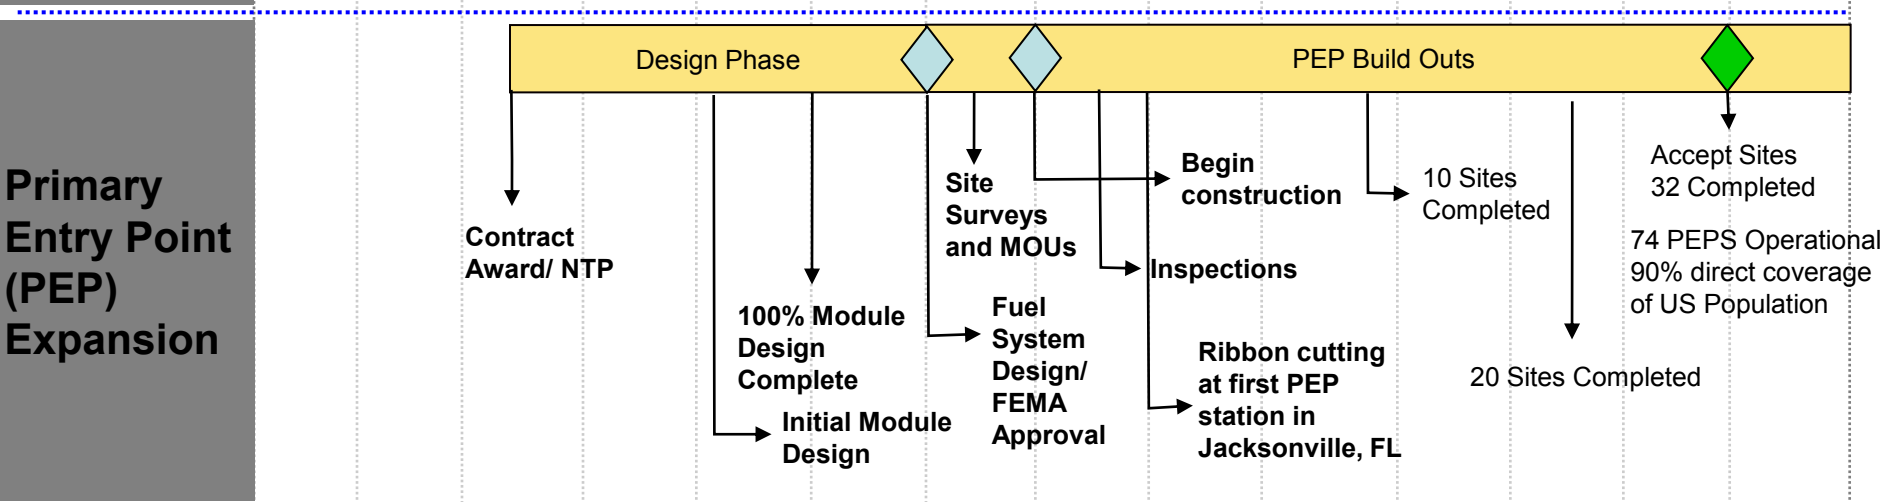 Primary
Entry Point
(PEP)
Expansion
Design Phase
PEP Build Outs
Contract
Award/ NTP
Initial Module
Design
100% Module
Design
Complete
Fuel
System
Design/
FEMA
Approval
Site
Surveys
and MOUs
Begin
construction
Inspections
Ribbon cutting
at first PEP
station in
Jacksonville, FL
10 Sites
Completed
20 Sites Completed
Accept Sites
32 Completed
74 PEPS Operational
90% direct coverage
of US Population